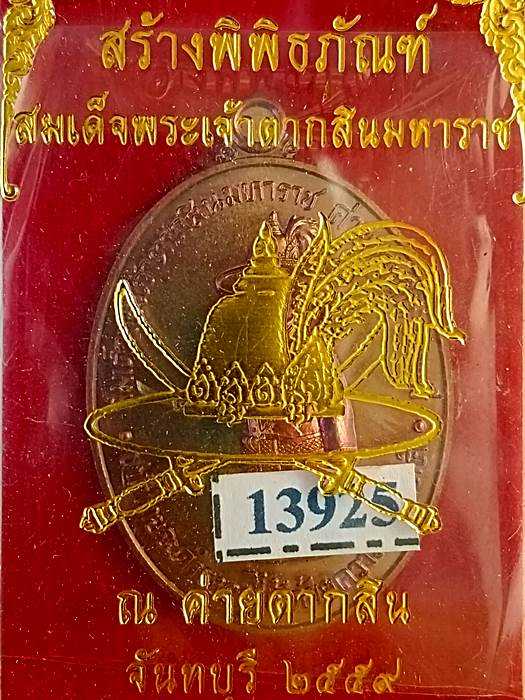 สร้างพิพิธภัณฑ์
สมเด็จพระเจ้าตากสินมหาราช
13925
ณ ค่ายตากสิน
จันทบุรี ๒๕๕๙